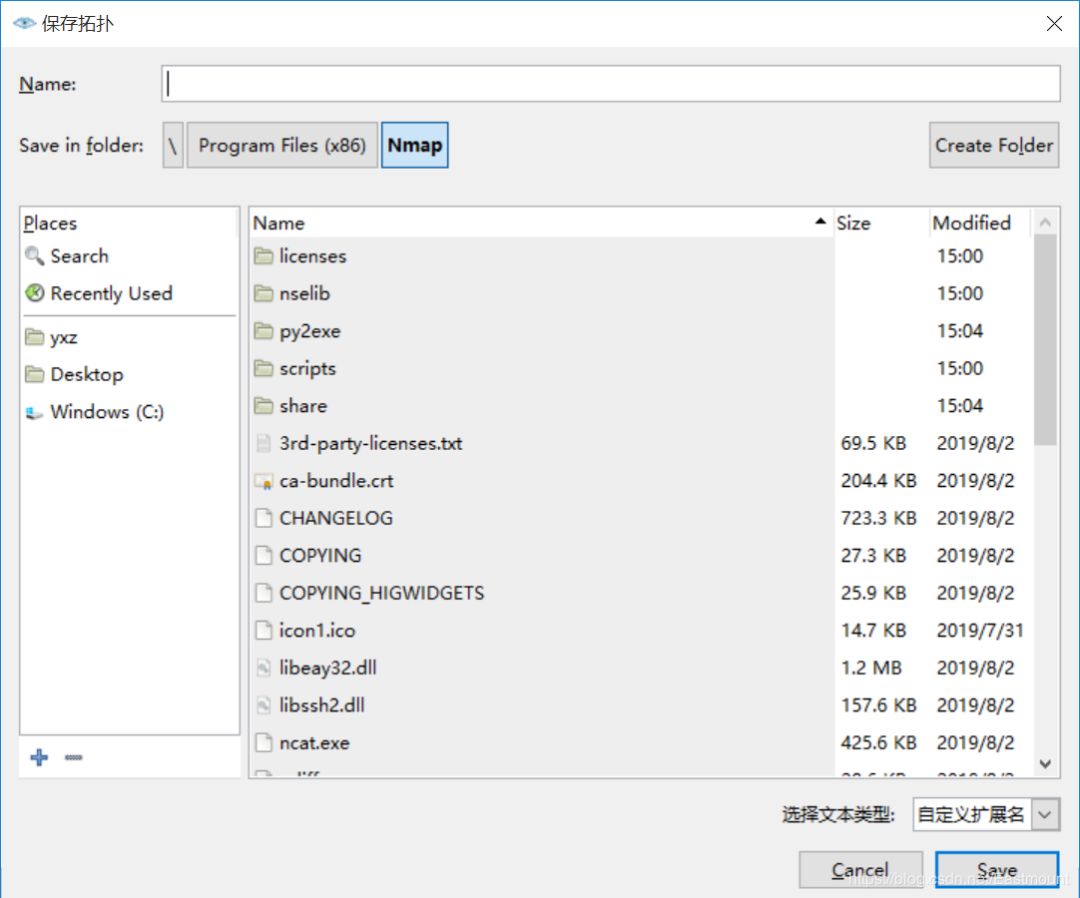 保存拓扑
Name:
Save in folder: \ Program Files (x86) Nmap Create Folder
Places
Search
Recently Used
yxz
Desktop
Windows (C:)
Name Size Modified
licenses 15:00
nselib 15:00
py2exe 15:04
scripts 15:00
share 15:04
3rd-party-licenses.txt 69.5 KB 2019/8/2
ca-bundle.crt 204.4 KB 2019/8/2
CHANGELOG 723.3 KB 2019/8/2
COPYING 27.3 KB 2019/8/2
COPYING_HIGWIDGETS 25.9 KB 2019/8/2
icon1.ico 14.7 KB 2019/7/31
libeay32.dll 1.2 MB 2019/8/2
libssh2.dll 157.6 KB 2019/8/2
ncat.exe 425.6 KB 2019/8/2
选择文本类型: 自定义扩展名
Cancel Save
https://blog.csdn.net/Eastmount